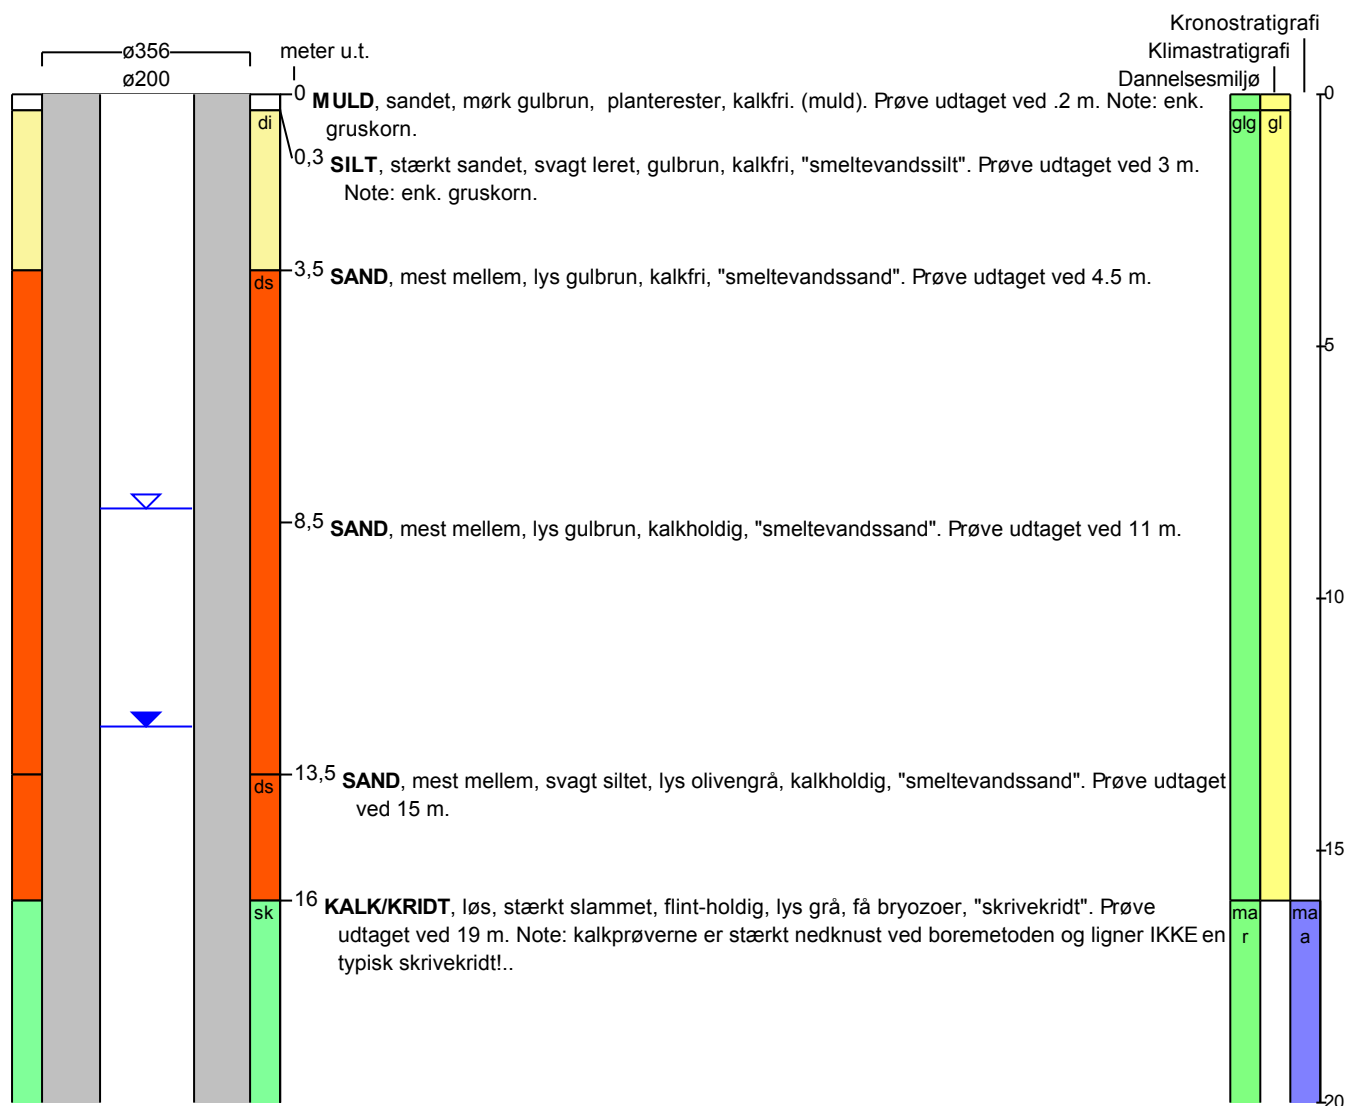 Kronostratigrafi
ø356 meter u.t. Klimastratigrafi
ø200 Dannelsesmiljø
0 MULD, sandet, mørk gulbrun, planterester, kalkfri. (muld). Prøve udtaget ved .2 m. Note: enk. 0
gruskorn.
di glg gl
0,3 SILT, stærkt sandet, svagt leret, gulbrun, kalkfri, "smeltevandssilt". Prøve udtaget ved 3 m.
Note: enk. gruskorn.
3,5 SAND, mest mellem, lys gulbrun, kalkfri, "smeltevandssand". Prøve udtaget ved 4.5 m.
ds
5
8,5 SAND, mest mellem, lys gulbrun, kalkholdig, "smeltevandssand". Prøve udtaget ved 11 m.
10
13,5 SAND, mest mellem, svagt siltet, lys olivengrå, kalkholdig, "smeltevandssand". Prøve udtaget
ds ved 15 m.
15
16 KALK/KRIDT, løs, stærkt slammet, flint-holdig, lys grå, få bryozoer, "skrivekridt". Prøve
sk ma ma
udtaget ved 19 m. Note: kalkprøverne er stærkt nedknust ved boremetoden og ligner IKKE en r a
typisk skrivekridt!..
20